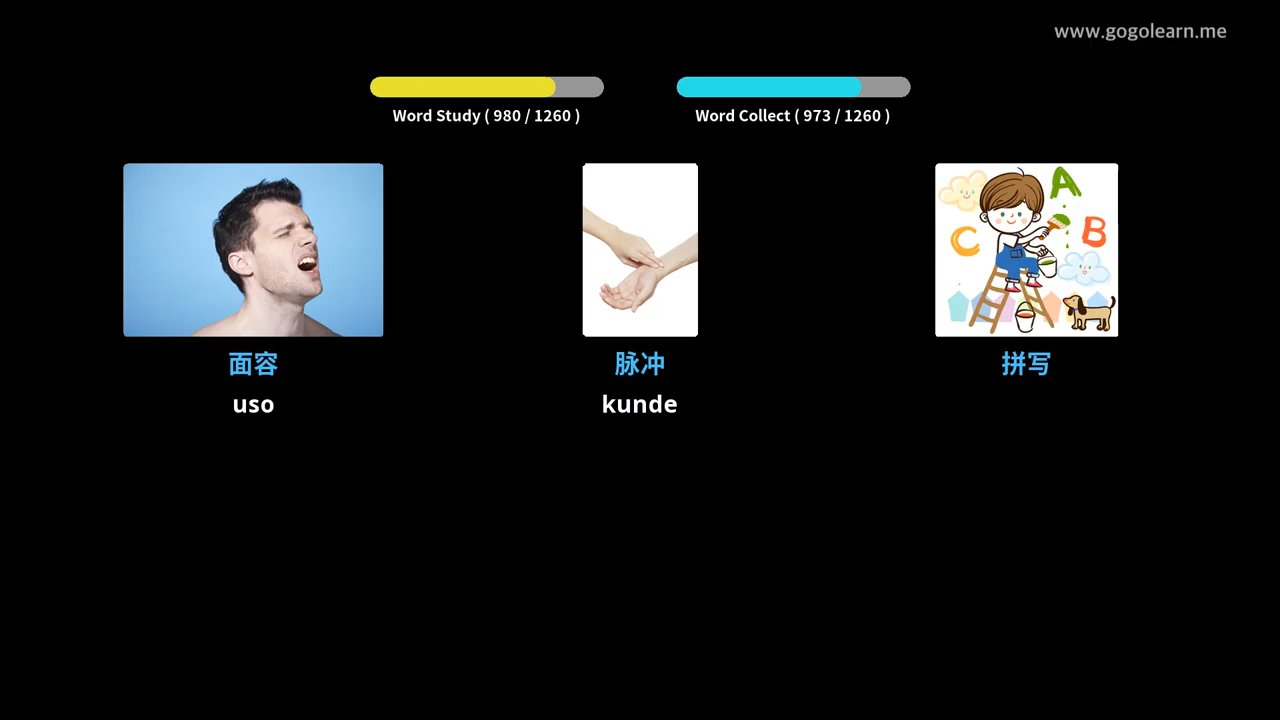 www.gogolearn.me
Word Study ( 980 / 1260 )
Word Collect ( 973 / 1260 )
A
B
C
面容
脉冲
拼写
uso
kunde